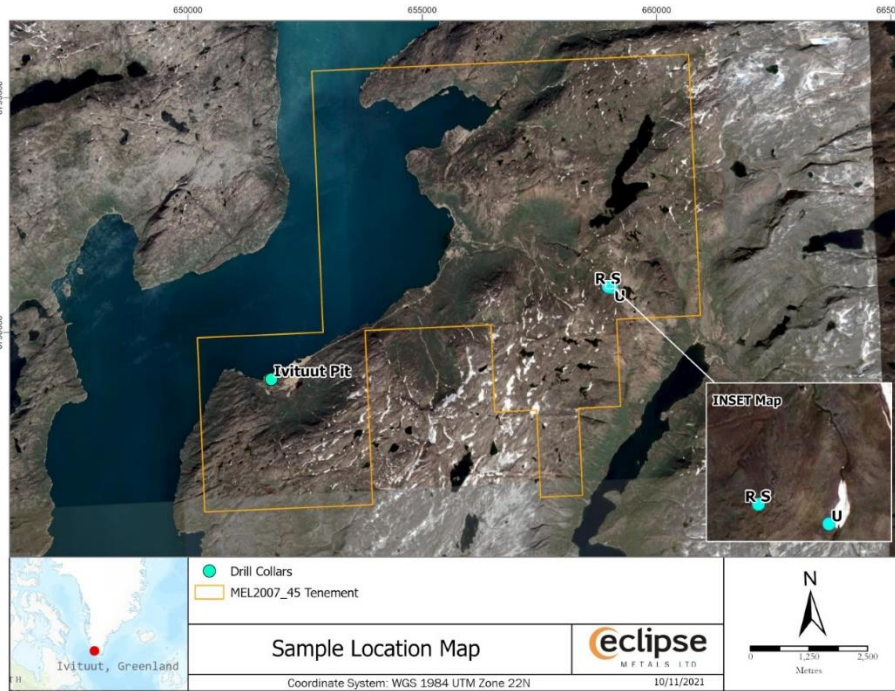 650000
655000
660000
6650
R S
U
Ivituut Pit
INSET Map
R S
U
Drill Collars
MEL2007_45 Tenement
Ivituut, Greenland
Sample Location Map
eclipse
METALS LTD
Coordinate System: WGS 1984 UTM Zone 22N
10/11/2021
N
0 1,250 2,500
Metres